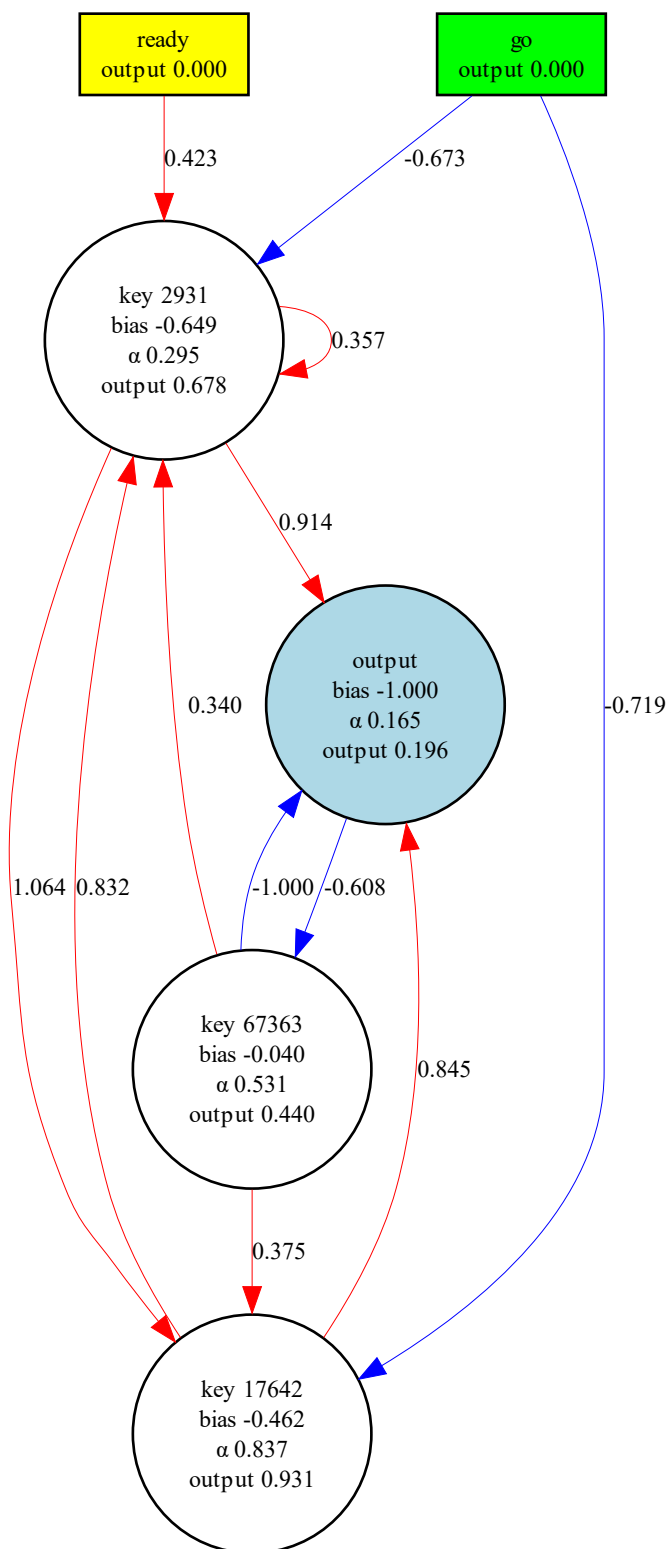 ready
output 0.000
go
output 0.000
0.423
-0.673
key 2931
bias -0.649
α 0.295
output 0.678
0.357
0.914
output
bias -1.000
α 0.165
output 0.196
0.340
-0.719
1.064
0.832
-1.000
-0.608
key 67363
bias -0.040
α 0.531
output 0.440
0.845
0.375
key 17642
bias -0.462
α 0.837
output 0.931